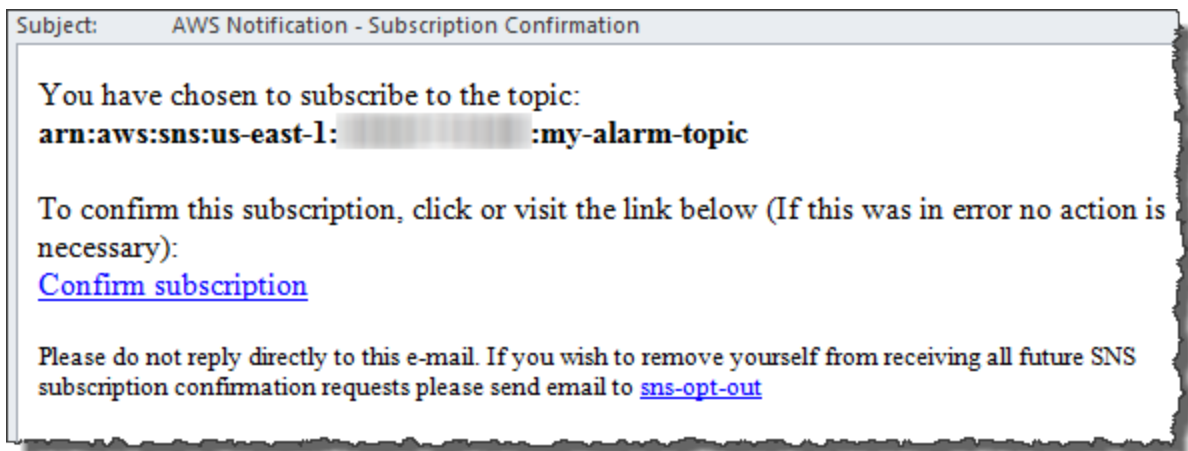 Subject: AWS Notification - Subscription Confirmation
You have chosen to subscribe to the topic:
arn:aws:sns:us-east-1: :my-alarm-topic
To confirm this subscription, click or visit the link below (If this was in error no action is
necessary):
Confirm subscription
Please do not reply directly to this e-mail. If you wish to remove yourself from receiving all future SNS
subscription confirmation requests please send email to sns-opt-out